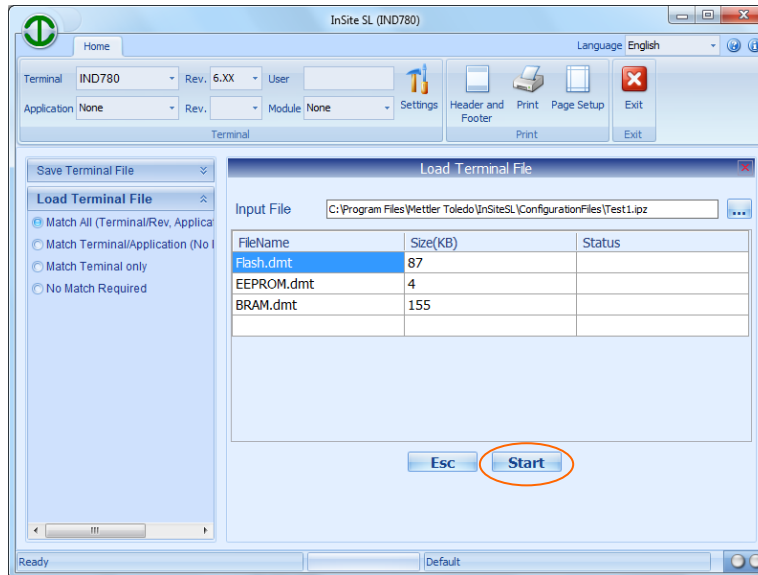 InSite SL (IND780)
Home
Language English
Terminal IND780 Rev. 6.XX User
Application None Rev. Module None
Settings
Header and Footer
Print
Page Setup
Exit
Terminal
Print
Exit
Save Terminal File
Load Terminal File
Match All (Terminal/Rev, Applica
Match Terminal/Application (No
Match Teminal only
No Match Required
Load Terminal File
Input File C:\Program Files\Mettler Toledo\InSiteSL\ConfigurationFiles\Test1.ipz ...
FileName Size(KB) Status
Flash.dmt 87
EEPROM.dmt 4
BRAM.dmt 155
Esc Start
Ready Default